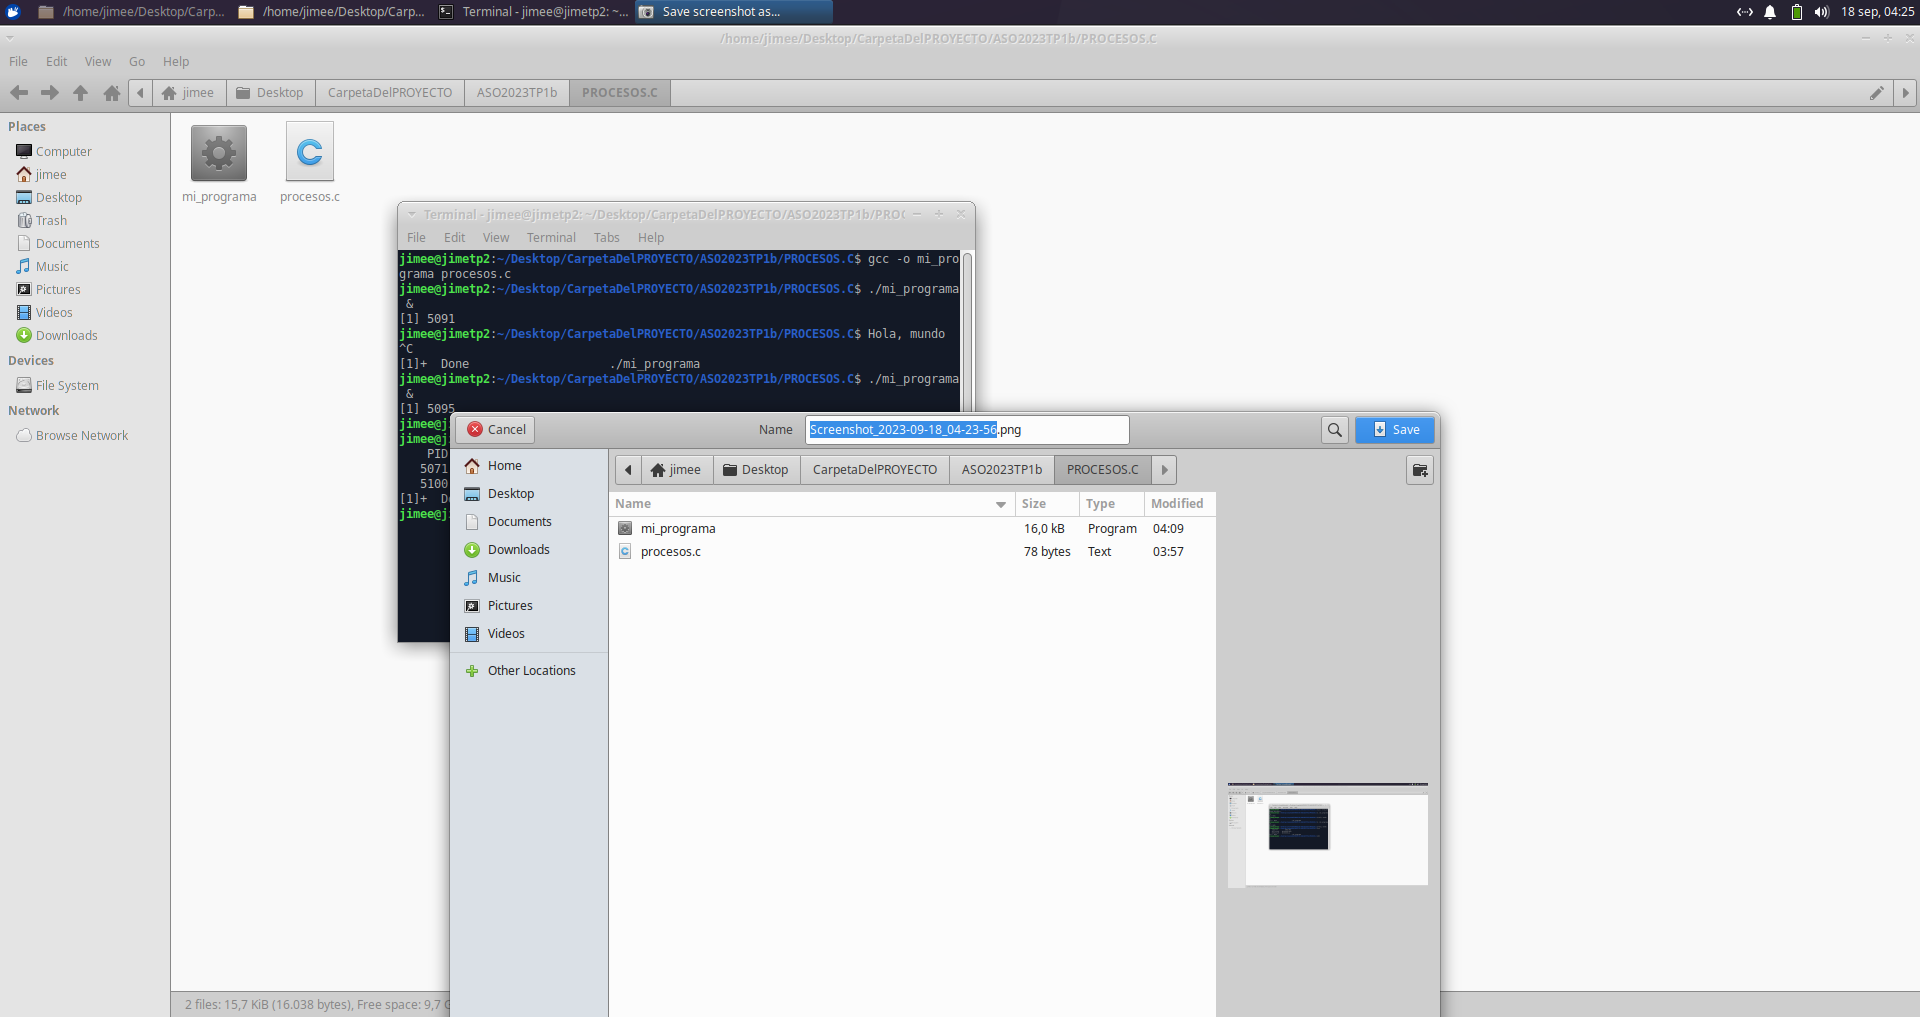 /home/jimee/Desktop/Carp... /home/jimee/Desktop/Carp... Terminal - jimee@jimetp2: ~... Save screenshot as... 18 sep, 04:25
/home/jimee/Desktop/CarpetaDelPROYECTO/ASO2023TP1b/PROCESOS.C
File Edit View Go Help
jimee Desktop CarpetaDelPROYECTO ASO2023TP1b PROCESOS.C
Places
Computer
jimee
Desktop
Trash
Documents
Music
Pictures
Videos
Downloads
Devices
File System
Network
Browse Network
mi_programa procesos.c
Terminal - jimee@jimetp2: ~/Desktop/CarpetaDelPROYECTO/ASO2023TP1b/PROC
File Edit View Terminal Tabs Help
jimee@jimetp2:~/Desktop/CarpetaDelPROYECTO/ASO2023TP1b/PROCESOS.C$ gcc -o mi_pro
grama procesos.c
jimee@jimetp2:~/Desktop/CarpetaDelPROYECTO/ASO2023TP1b/PROCESOS.C$ ./mi_programa
&
[1] 5091
jimee@jimetp2:~/Desktop/CarpetaDelPROYECTO/ASO2023TP1b/PROCESOS.C$ Hola, mundo
^C
[1]+  Done                    ./mi_programa
jimee@jimetp2:~/Desktop/CarpetaDelPROYECTO/ASO2023TP1b/PROCESOS.C$ ./mi_programa
&
[1] 5095
jimee@j
jimee@j
PID
5071
5100
[1]+  D
jimee@j
Cancel Name Screenshot_2023-09-18_04-23-56.png Save
Home
Desktop
Documents
Downloads
Music
Pictures
Videos
Other Locations
jimee Desktop CarpetaDelPROYECTO ASO2023TP1b PROCESOS.C
Name Size Type Modified
mi_programa 16,0 kB Program 04:09
procesos.c 78 bytes Text 03:57
2 files: 15,7 KiB (16.038 bytes), Free space: 9,7 G